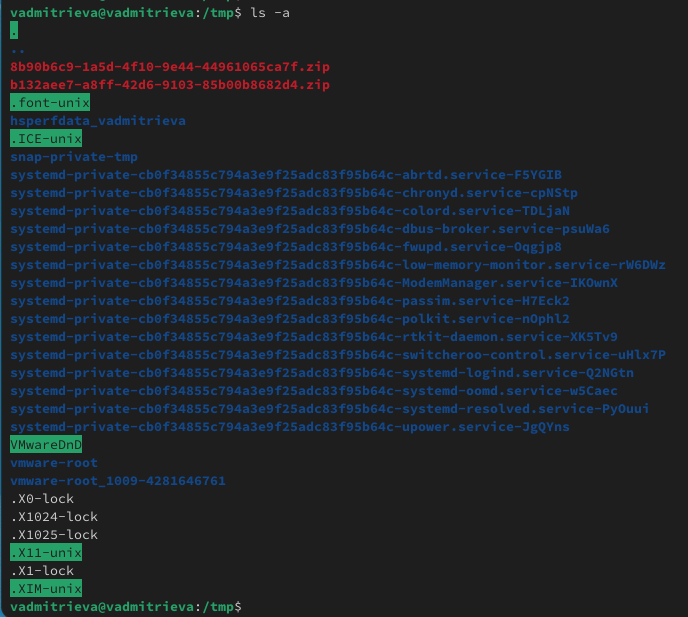 vadmitrieva@vadmitrieva:/tmp$ ls -a
.
..
8b90b6c9-1a5d-4f10-9e44-44961065ca7f.zip
b132aee7-a8ff-42d6-9103-85b00b8682d4.zip
.font-unix
hsperfdata_vadmitrieva
.ICE-unix
snap-private-tmp
systemd-private-cb0f34855c794a3e9f25adc83f95b64c-abrtd.service-F5YGIB
systemd-private-cb0f34855c794a3e9f25adc83f95b64c-chronyd.service-cpNStp
systemd-private-cb0f34855c794a3e9f25adc83f95b64c-colord.service-TDLjaN
systemd-private-cb0f34855c794a3e9f25adc83f95b64c-dbus-broker.service-psuWa6
systemd-private-cb0f34855c794a3e9f25adc83f95b64c-fwupd.service-Oqgjp8
systemd-private-cb0f34855c794a3e9f25adc83f95b64c-low-memory-monitor.service-rW6DWz
systemd-private-cb0f34855c794a3e9f25adc83f95b64c-ModemManager.service-IKOwnX
systemd-private-cb0f34855c794a3e9f25adc83f95b64c-passim.service-H7Eck2
systemd-private-cb0f34855c794a3e9f25adc83f95b64c-polkit.service-nOphl2
systemd-private-cb0f34855c794a3e9f25adc83f95b64c-rtkit-daemon.service-XK5Tv9
systemd-private-cb0f34855c794a3e9f25adc83f95b64c-switcheroo-control.service-uHlx7P
systemd-private-cb0f34855c794a3e9f25adc83f95b64c-systemd-logind.service-Q2NGtn
systemd-private-cb0f34855c794a3e9f25adc83f95b64c-systemd-oomd.service-w5Caec
systemd-private-cb0f34855c794a3e9f25adc83f95b64c-systemd-resolved.service-PyOuui
systemd-private-cb0f34855c794a3e9f25adc83f95b64c-upower.service-JgQYns
VMwareDnD
vmware-root
vmware-root_1009-4281646761
.X0-lock
.X1024-lock
.X1025-lock
.X11-unix
.X1-lock
.XIM-unix
vadmitrieva@vadmitrieva:/tmp$